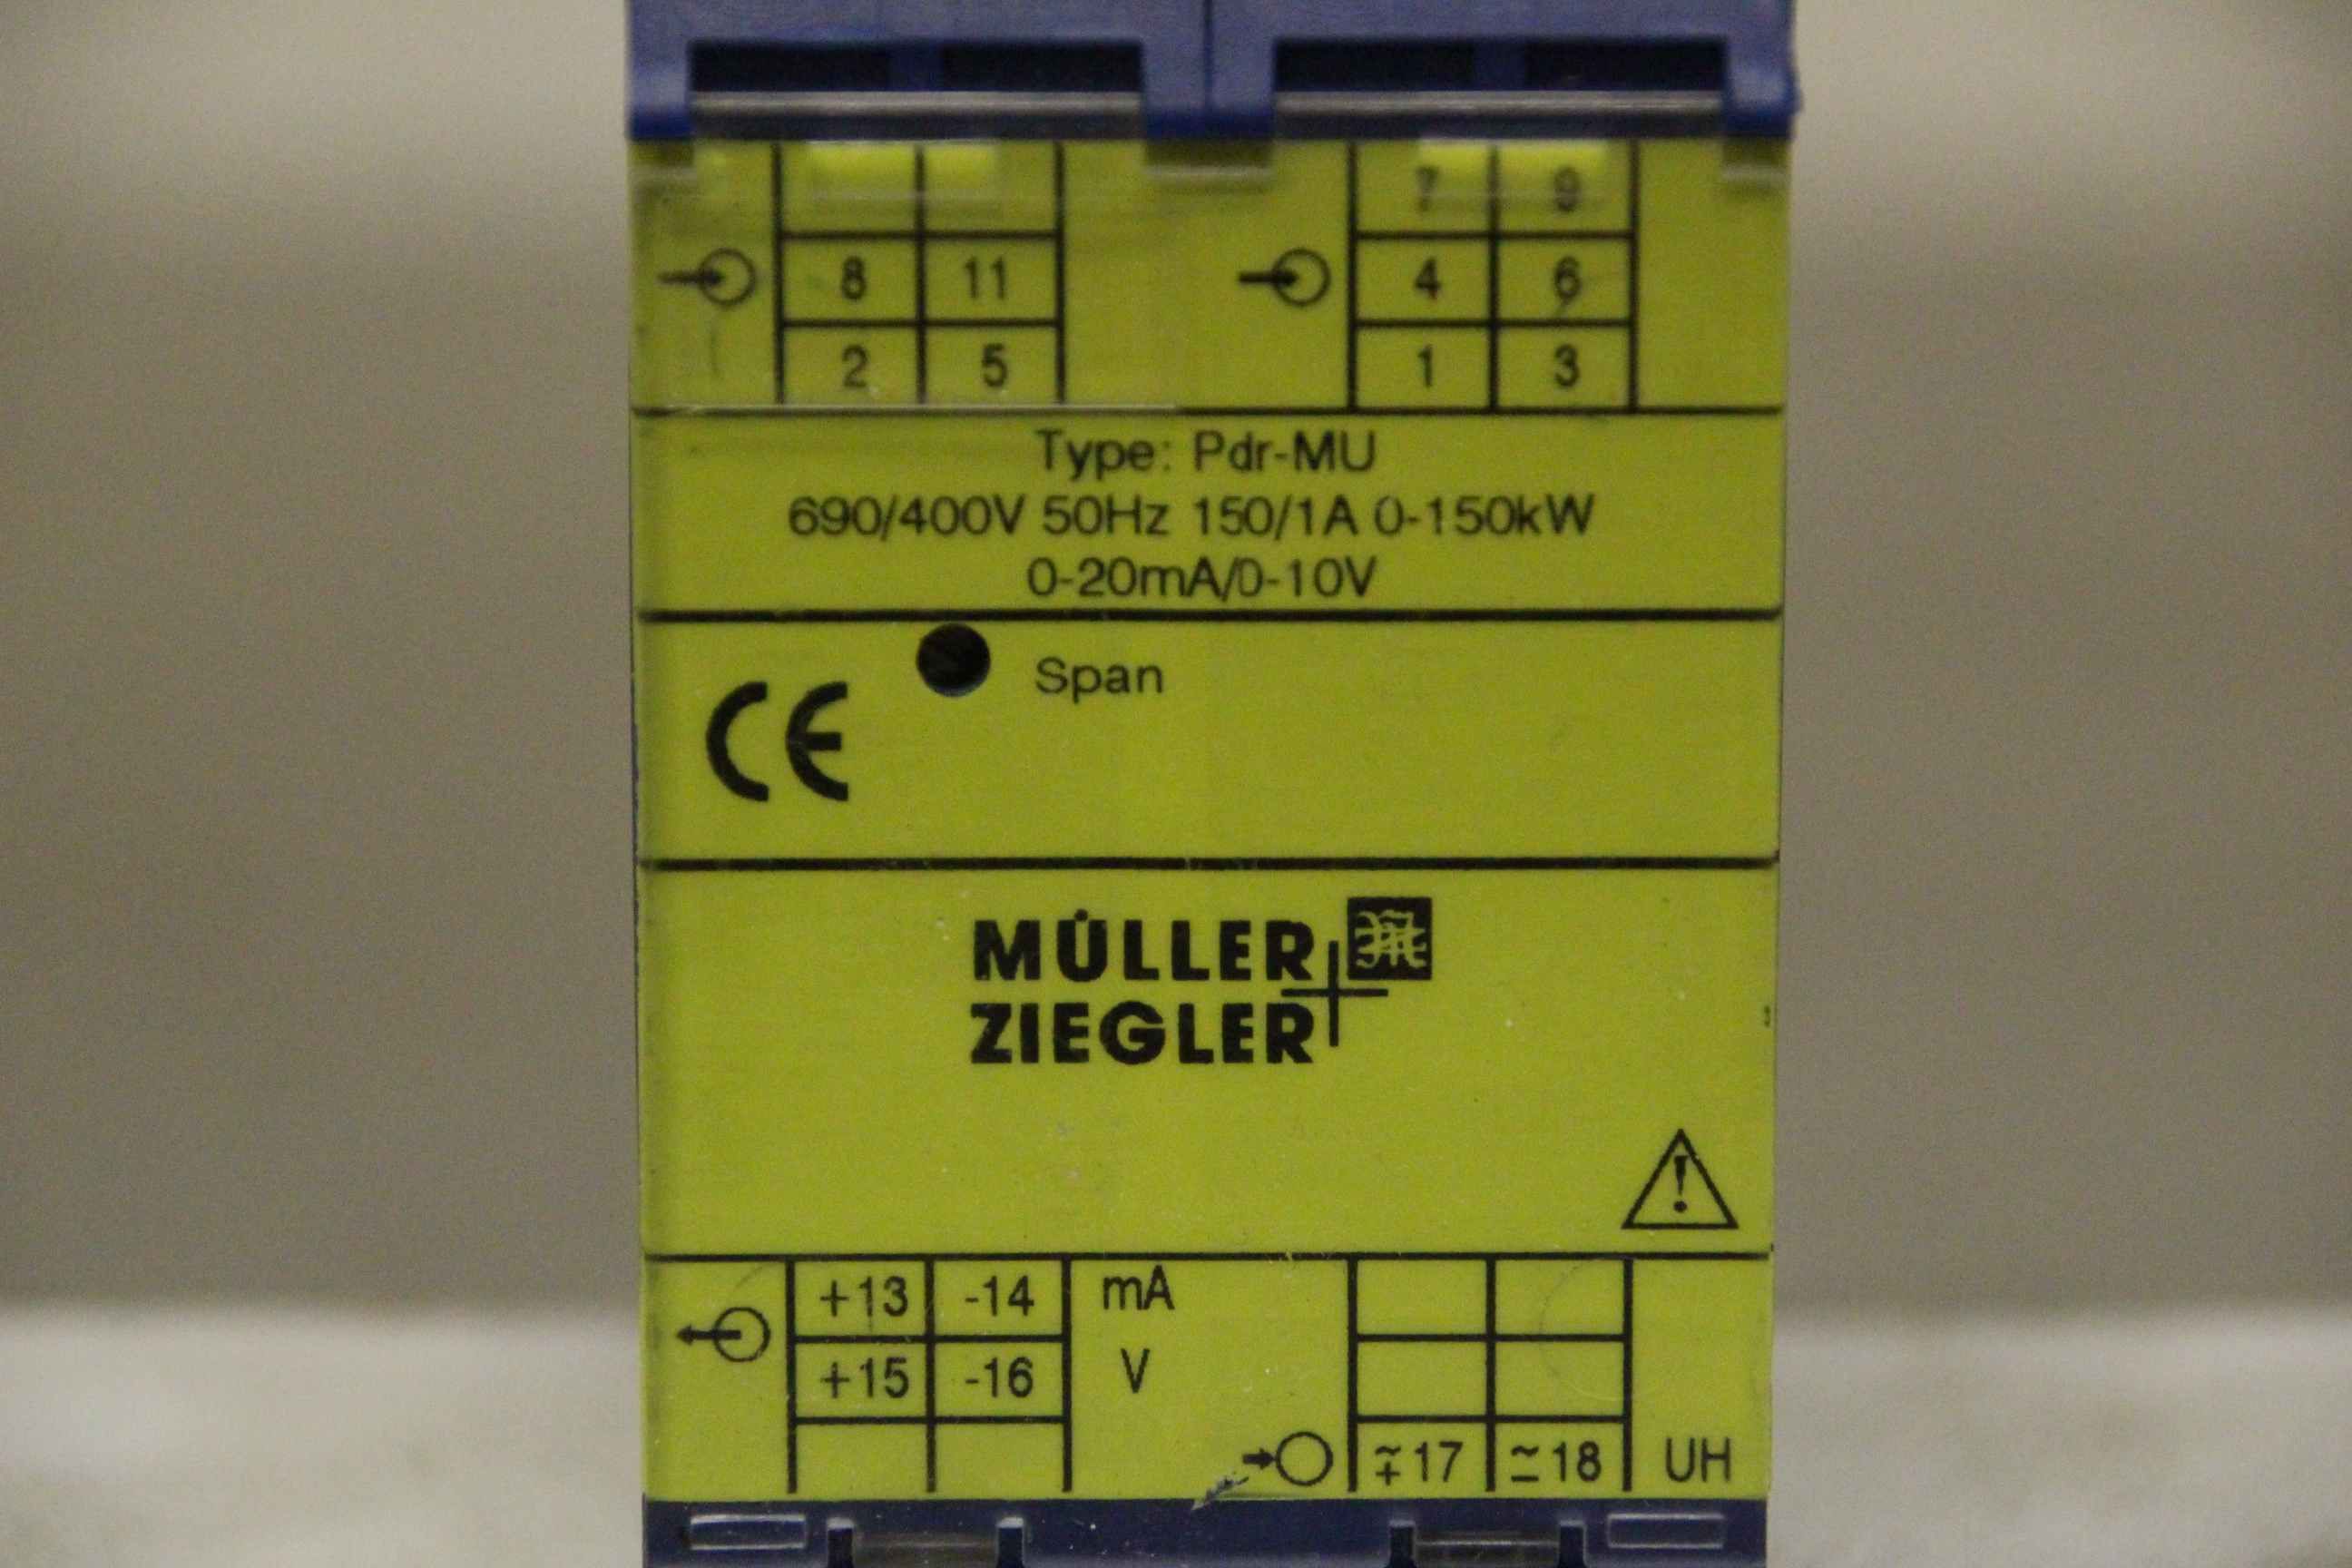 7 9
8 11 4 6
2 5 1 3
Type: Pdr-MU
690/400V 50Hz 150/1A 0-150kW
0-20mA/0-10V
Span
CE
MÜLLER
ZIEGLER
+13 -14 mA
+15 -16 V
≂+17 ≃18 UH